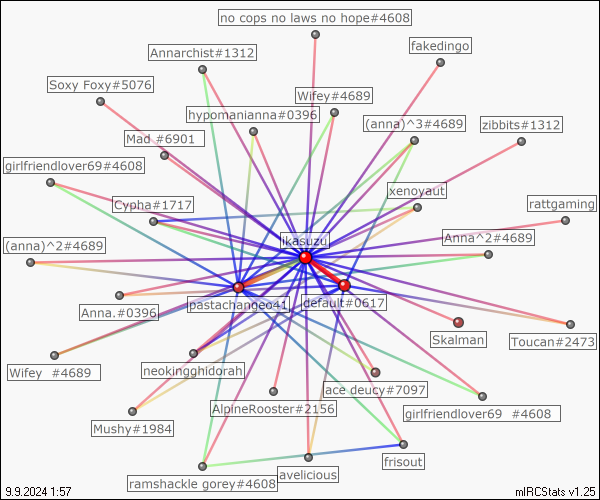 no cops no laws no hope#4608
Annarchist#1312
fakedingo
Soxy Foxy#5076
Wifey#4689
hypomanianna#0396
(anna)^3#4689
zibbits#1312
Mad #6901
girlfriendlover69#4608
xenoyaut
Cypha#1717
rattgaming
jikasuzu
Anna^2#4689
(anna)^2#4689
pastachangeo41
default#0617
Anna.#0396
Skalman
Toucan#2473
neokingghidorah
Wifey #4689
ace deucy#7097
AlpineRooster#2156
girlfriendlover69 #4608
Mushy#1984
frisout
avelicious
ramshackle gorey#4608
9.9.2024 1:57
mIRCStats v1.25